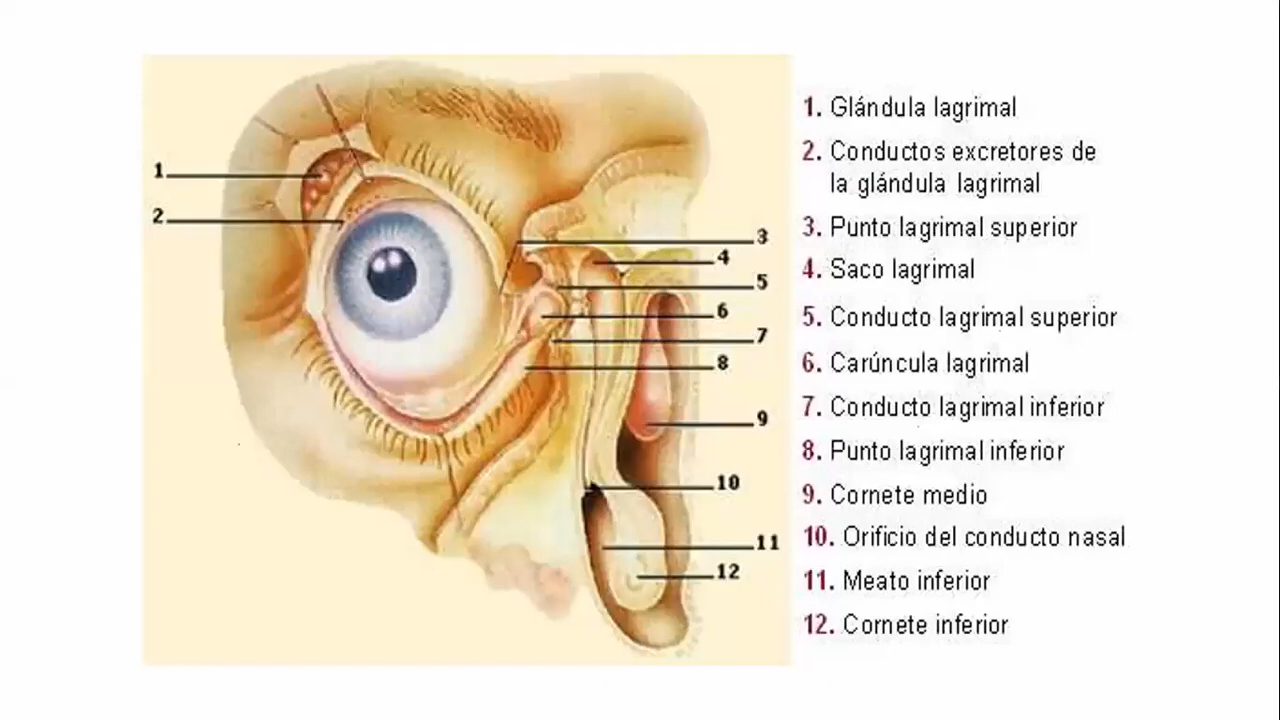 1
2
3
4
5
6
7
8
9
10
11
12
1. Glándula lagrimal
2. Conductos excretores de
la glándula lagrimal
3. Punto lagrimal superior
4. Saco lagrimal
5. Conducto lagrimal superior
6. Carúncula lagrimal
7. Conducto lagrimal inferior
8. Punto lagrimal inferior
9. Cornete medio
10. Orificio del conducto nasal
11. Meato inferior
12. Cornete inferior